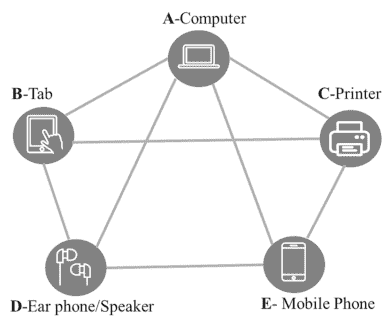 A-Computer
B-Tab
C-Printer
D-Ear phone/Speaker
E- Mobile Phone